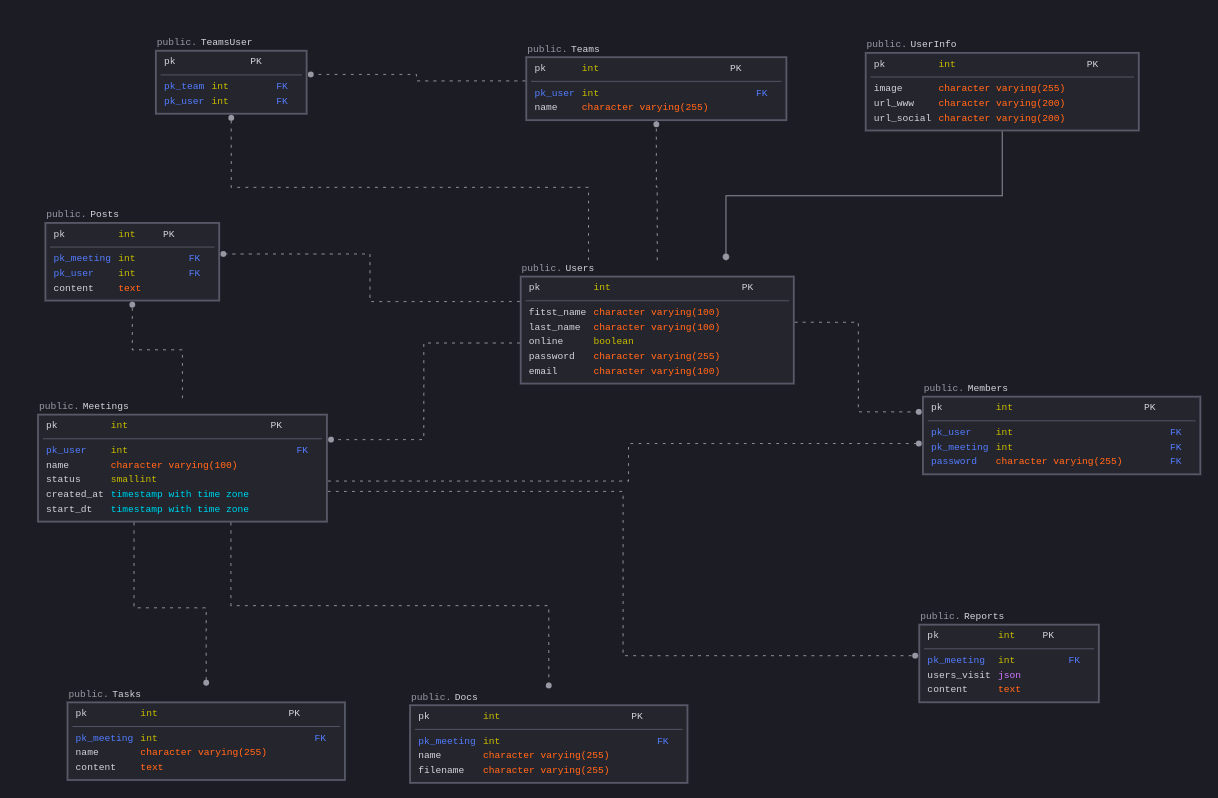 public. TeamsUser
pk PK
pk_team int FK
pk_user int FK
public. Teams
pk int PK
pk_user int FK
name character varying(255)
public. UserInfo
pk int PK
image character varying(255)
url_www character varying(200)
url_social character varying(200)
public. Posts
pk int PK
pk_meeting int FK
pk_user int FK
content text
public. Users
pk int PK
fitst_name character varying(100)
last_name character varying(100)
online boolean
password character varying(255)
email character varying(100)
public. Meetings
pk int PK
pk_user int FK
name character varying(100)
status smallint
created_at timestamp with time zone
start_dt timestamp with time zone
public. Members
pk int PK
pk_user int FK
pk_meeting int FK
password character varying(255) FK
public. Reports
pk int PK
pk_meeting int FK
users_visit json
content text
public. Tasks
pk int PK
pk_meeting int FK
name character varying(255)
content text
public. Docs
pk int PK
pk_meeting int FK
name character varying(255)
filename character varying(255)